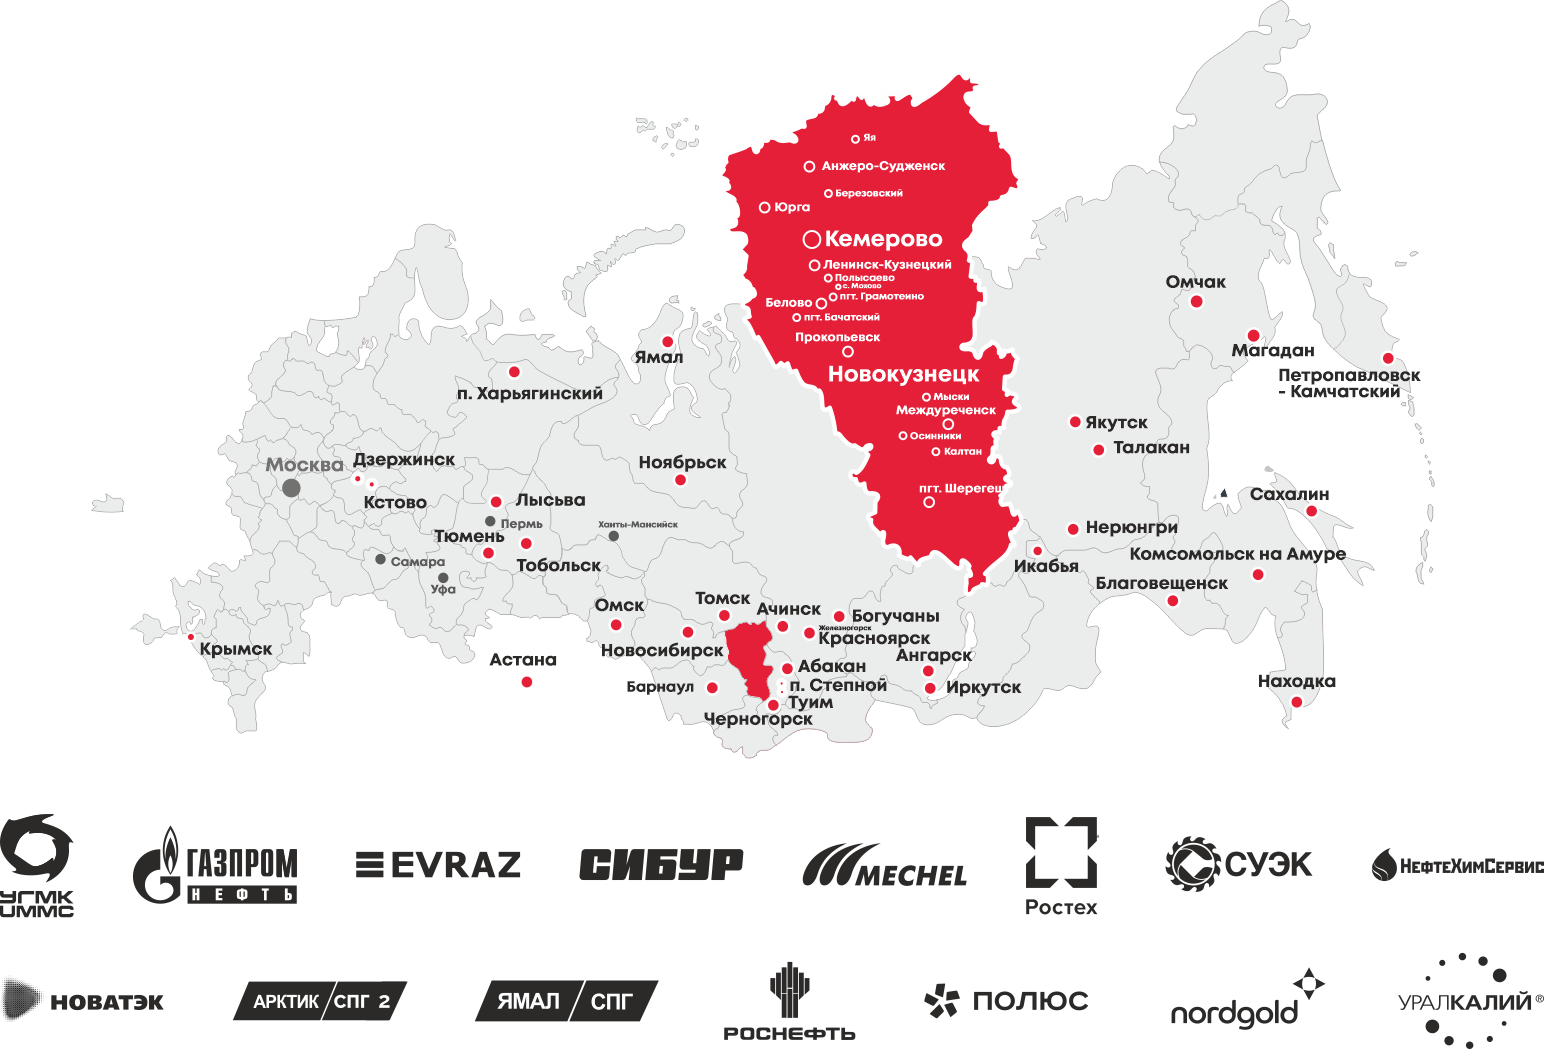 Яя
Анжеро-Судженск
Березовский
Юрга
Кемерово
Ленинск-Кузнецкий
Полысаево
с. Мохово
пгт. Грамотеино
Белово
пгт. Бачатский
Прокопьевск
Новокузнецк
Мыски
Междуреченск
Осинники
Калтан
пгт. Шерегеш
Омчак
Магадан
Петропавловск
- Камчатский
Ямал
п. Харьягинский
Якутск
Талакан
Москва
Дзержинск
Кстово
Ноябрьск
Лысьва
Пермь
Ханты-Мансийск
Тюмень
Тобольск
Самара
Уфа
Сахалин
Нерюнгри
Комсомольск на Амуре
Икабья
Благовещенск
Омск
Томск
Ачинск
Богучаны
Железногорск
Красноярск
Крымск
Новосибирск
Астана
Абакан
Ангарск
Барнаул
п. Степной
Иркутск
Находка
Туим
Черногорск
УГМК
UMMC
ГАЗПРОМ
НЕФТЬ
EVRAZ
СИБУР
MECHEL
Ростех
СУЭК
НЕФТЕХИМСЕРВИС
НОВАТЭК
АРКТИК СПГ 2
ЯМАЛ СПГ
РОСНЕФТЬ
ПОЛЮС
nordgold
УРАЛКАЛИЙ®